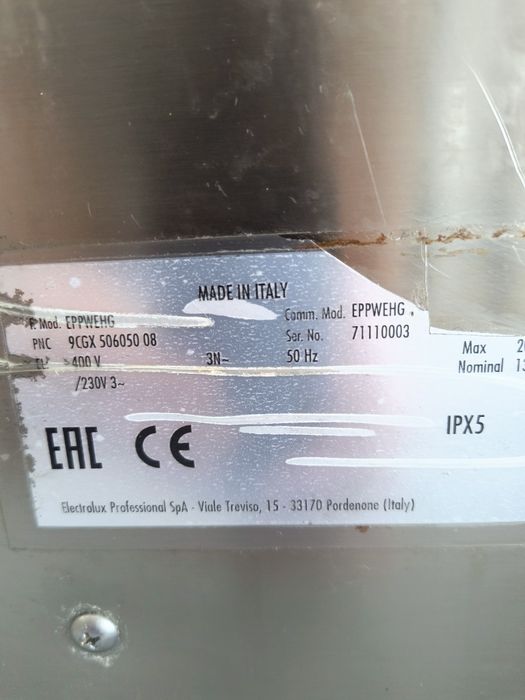 MADE IN ITALY
F. Mod. EPPWEHG Comm. Mod. EPPWEHG .
PNC 9CGX 506050 08 Ser. No. 71110003
EL 400 V 3N~ 50 Hz Max
/230V 3~ Nominal
IPX5
EAC CE
Electrolux Professional SpA - Viale Treviso, 15 - 33170 Pordenone (Italy)